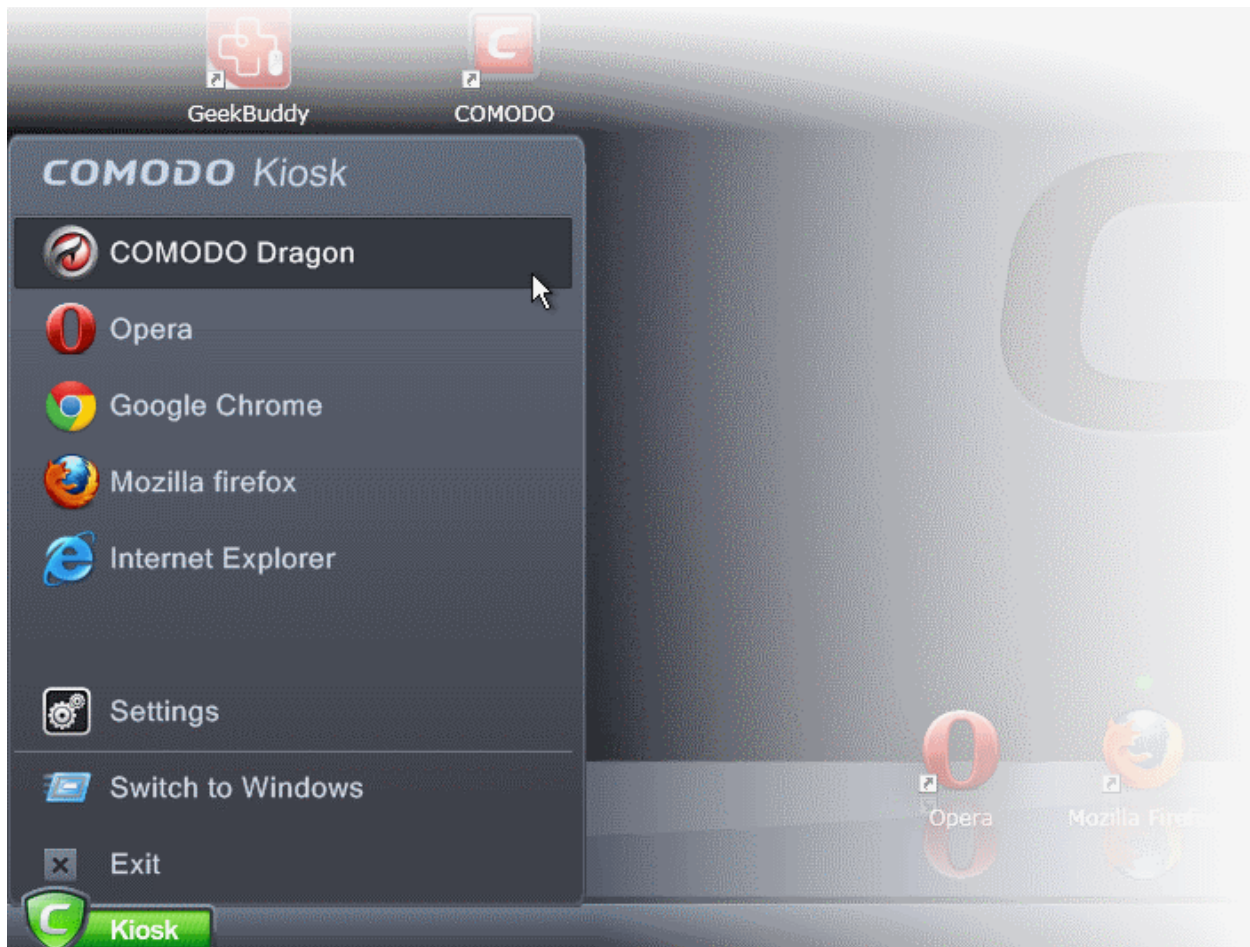 GeekBuddy
COMODO
COMODO Kiosk
COMODO Dragon
Opera
Google Chrome
Mozilla firefox
Internet Explorer
Settings
Switch to Windows
Exit
Opera
Mozilla
Kiosk